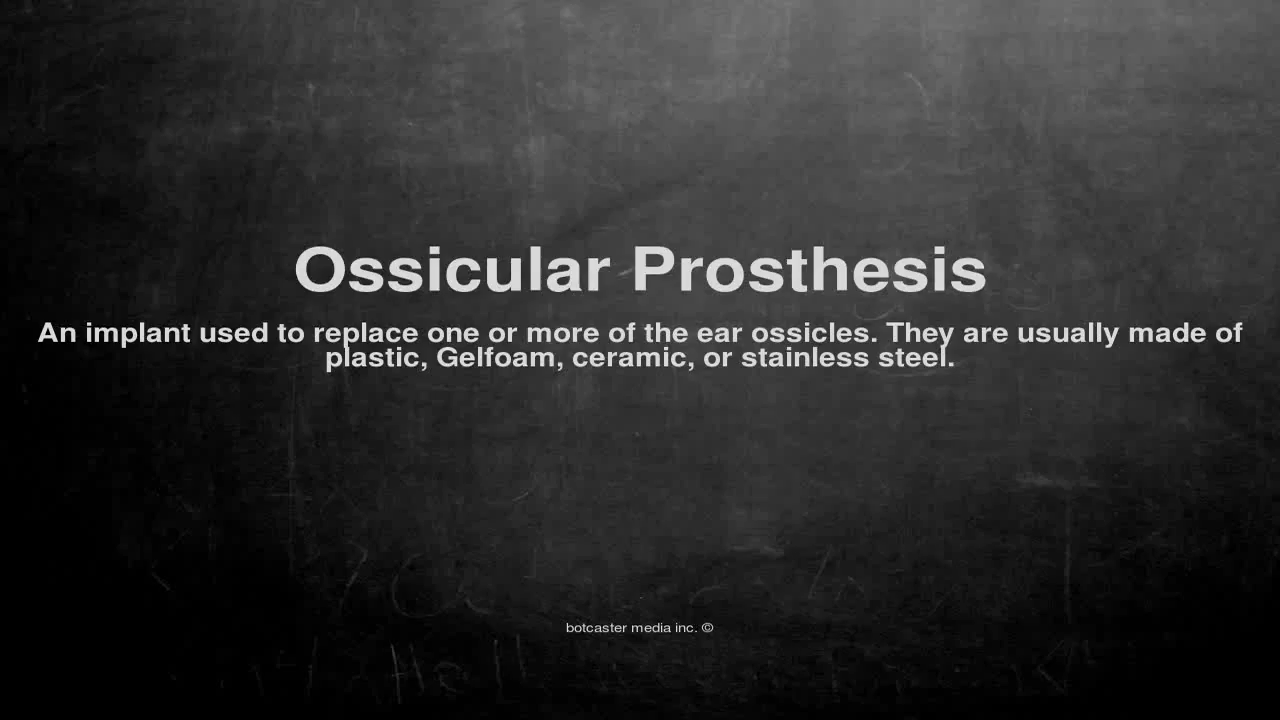 Ossicular Prosthesis
An implant used to replace one or more of the ear ossicles. They are usually made of
plastic, Gelfoam, ceramic, or stainless steel.
botcaster media inc. ©